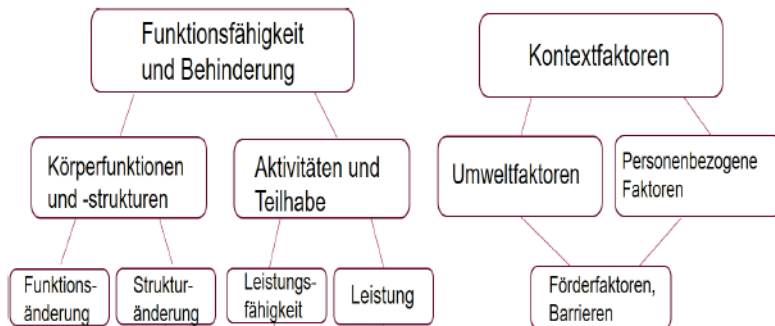 Funktionsfähigkeit
und Behinderung
Kontextfaktoren
Körperfunktionen
und -strukturen
Aktivitäten und
Teilhabe
Umweltfaktoren
Personenbezogene
Faktoren
Funktions-
änderung
Struktur-
änderung
Leistungs-
fähigkeit
Leistung
Förderfaktoren,
Barrieren